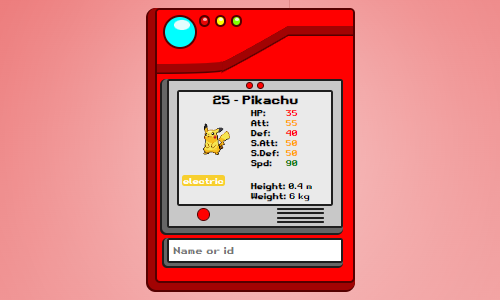 25 - Pikachu
HP: 35
Att: 55
Def: 40
S.Att: 50
S.Def: 50
Spd: 90
electric
Height: 0.4 m
Weight: 6 kg
Name or id